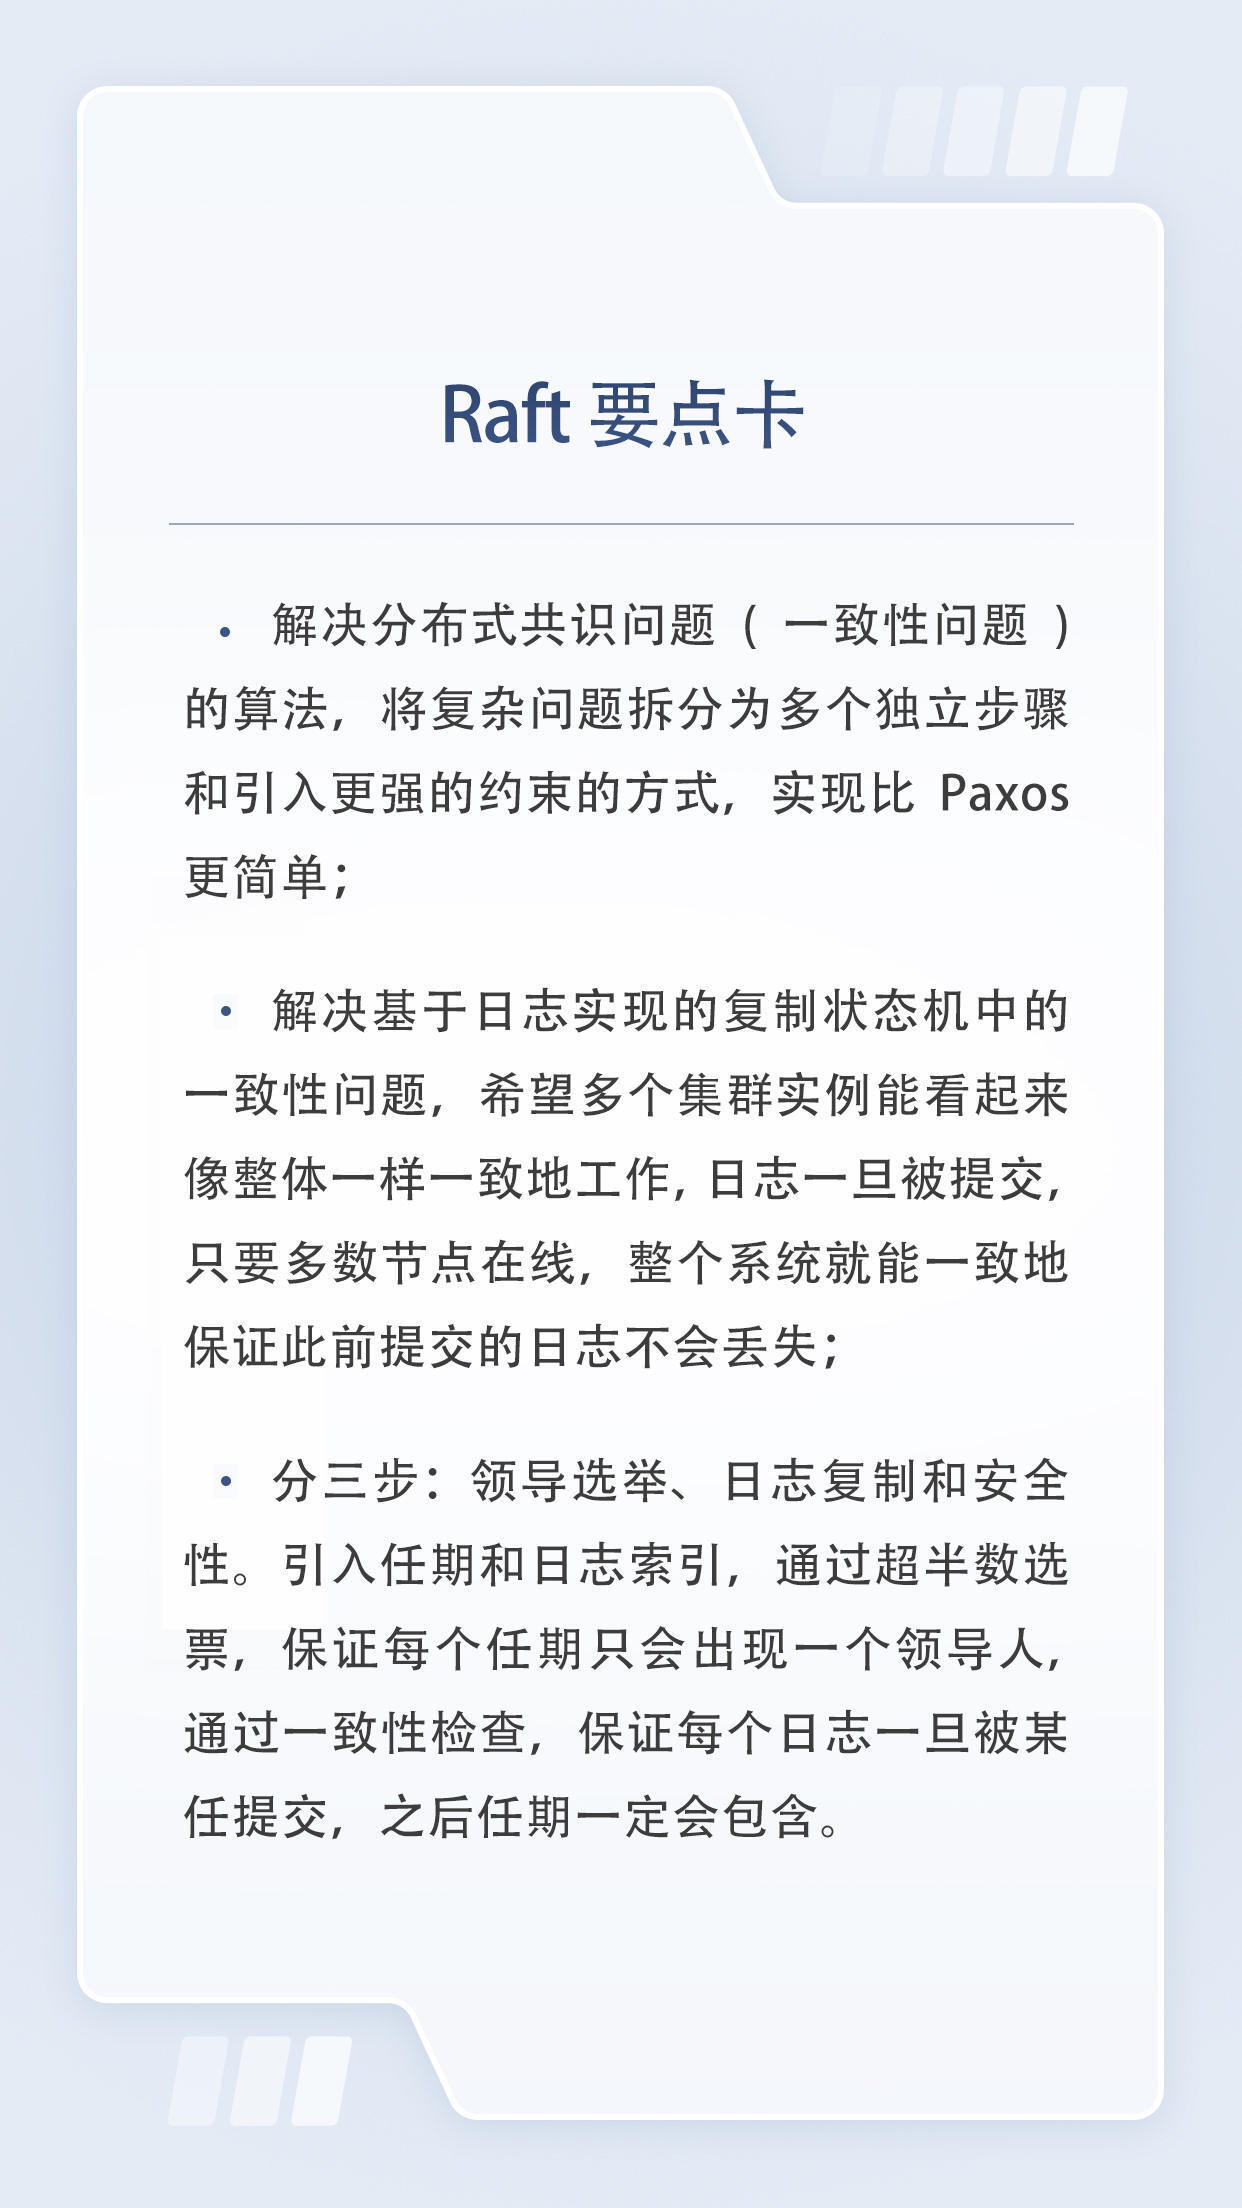 Raft 要点卡
• 解决分布式共识问题（一致性问题）
的算法，将复杂问题拆分为多个独立步骤
和引入更强的约束的方式，实现比 Paxos
更简单；
• 解决基于日志实现的复制状态机中的
一致性问题，希望多个集群实例能看起来
像整体一样一致地工作，日志一旦被提交，
只要多数节点在线，整个系统就能一致地
保证此前提交的日志不会丢失；
• 分三步：领导选举、日志复制和安全
性。引入任期和日志索引，通过超半数选
票，保证每个任期只会出现一个领导人，
通过一致性检查，保证每个日志一旦被某
任提交，之后任期一定会包含。